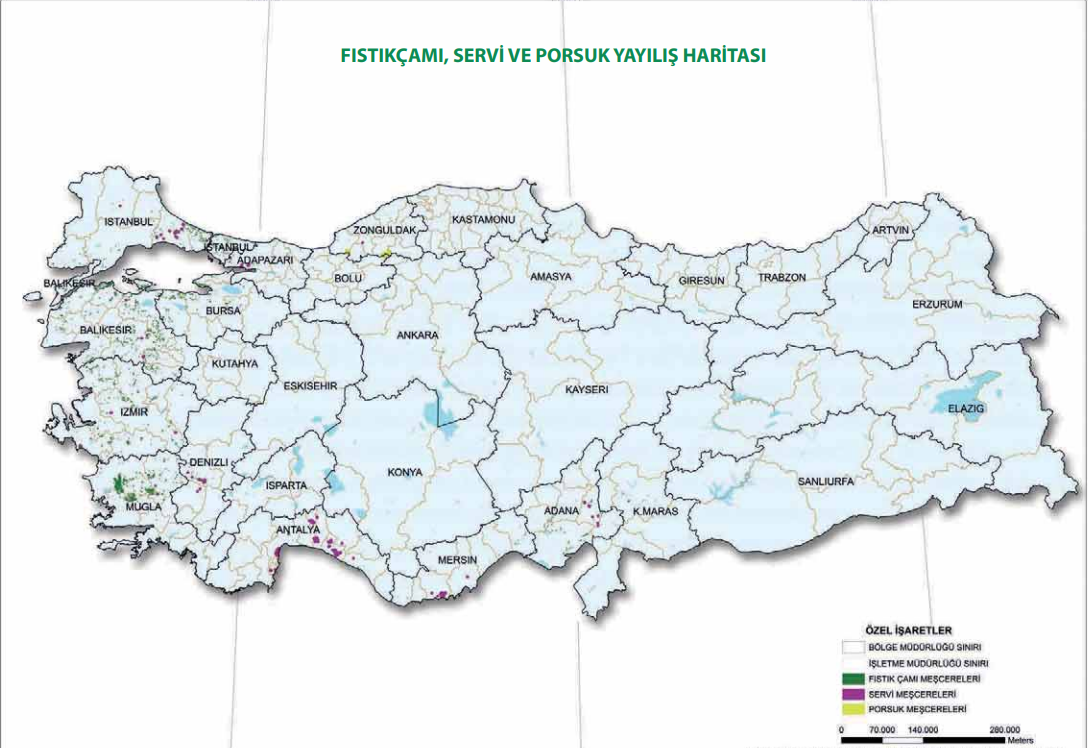 FISTIKÇAMI, SERVİ VE PORSUK YAYILIŞ HARİTASI
ISTANBUL
ZONGULDAK
KASTAMONU
ARTVIN
ISTANBUL
ADAPAZARI
BOLU
AMASYA
GIRESUN
TRABZON
BALIKESIR
BURSA
ERZURUM
BALIKESIR
ANKARA
KUTAHYA
ESKISEHIR
KAYSERI
IZMIR
ELAZIG
DENIZLI
KONYA
ISPARTA
SANLIURFA
MUGLA
ADANA
K.MARAS
ANTALYA
MERSIN
ÖZEL İŞARETLER
BÖLGE MÜDÜRLÜĞÜ SINIRI
İŞLETME MÜDÜRLÜĞÜ SINIRI
FISTIK ÇAMI MEŞCERELERİ
SERVİ MEŞCERELERİ
PORSUK MEŞCERELERİ
0 70.000 140.000 280.000
Meters